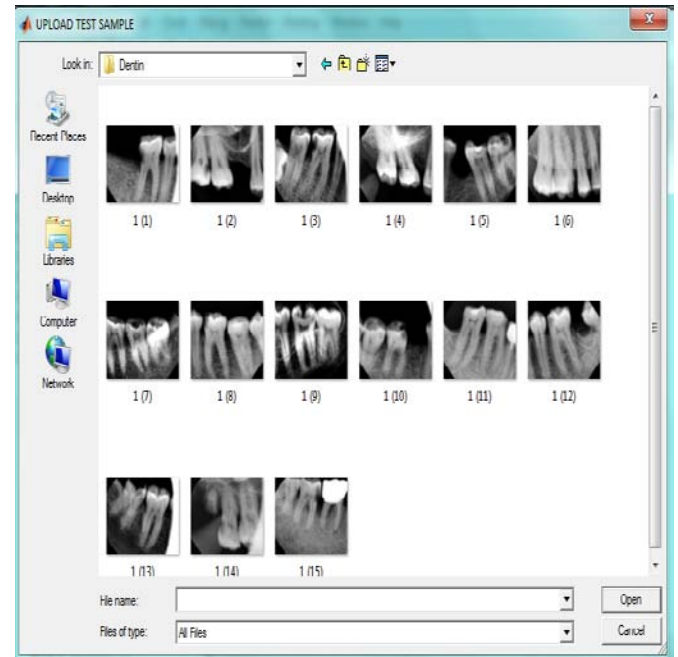 UPLOAD TEST SAMPLE
Look in: Dentin
Recent Places
Desktop
Libraries
Computer
Network
1 (1) 1 (2) 1 (3) 1 (4) 1 (5) 1 (6)
1 (7) 1 (8) 1 (9) 1 (10) 1 (11) 1 (12)
1 (13) 1 (14) 1 (15)
File name: Open
Files of type: All Files Cancel